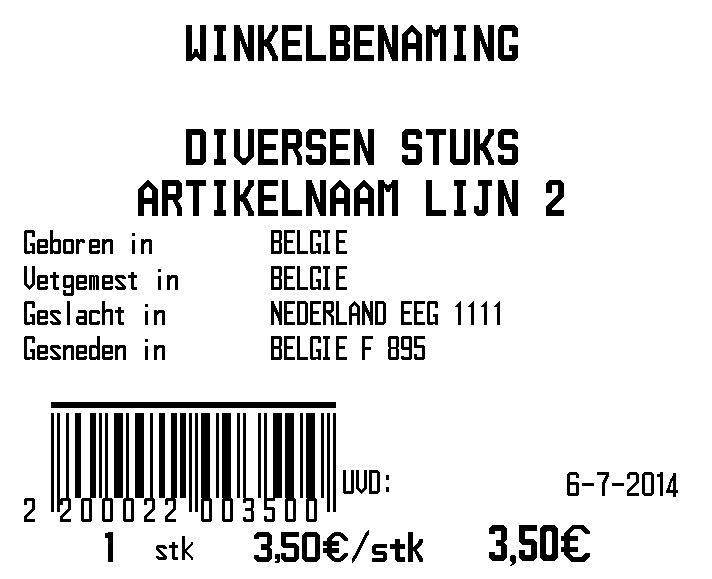 WINKELBENAMING
DIVERSEN STUKS
ARTIKELNAAM LIJN 2
Geboren in BELGIE
Vetgemest in BELGIE
Geslacht in NEDERLAND EEG 1111
Gesneden in BELGIE F 895
UVD: 6-7-2014
2 200022 003500
1 stk 3,50€/stk 3,50€